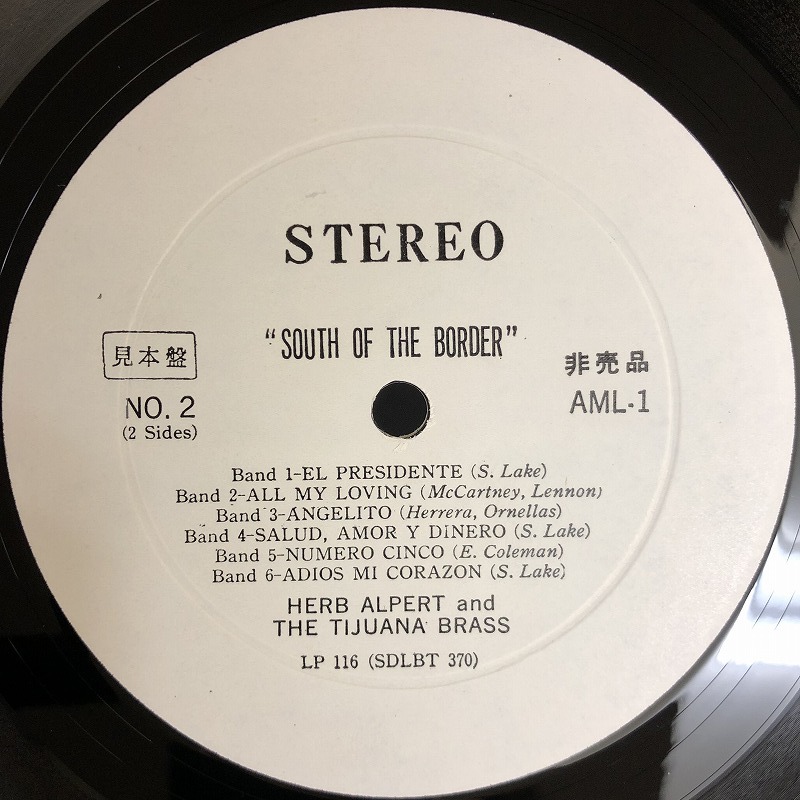 STEREO
“SOUTH OF THE BORDER”
見本盤
NO. 2
(2 Sides)
非売品
AML-1
Band 1-EL PRESIDENTE (S. Lake)
Band 2-ALL MY LOVING (McCartney, Lennon)
Band 3-ANGELITO (Herrera, Ornellas)
Band 4-SALUD, AMOR Y DINERO (S. Lake)
Band 5-NUMERO CINCO (E. Coleman)
Band 6-ADIOS MI CORAZON (S. Lake)
HERB ALPERT and
THE TIJUANA BRASS
LP 116 (SDLBT 370)